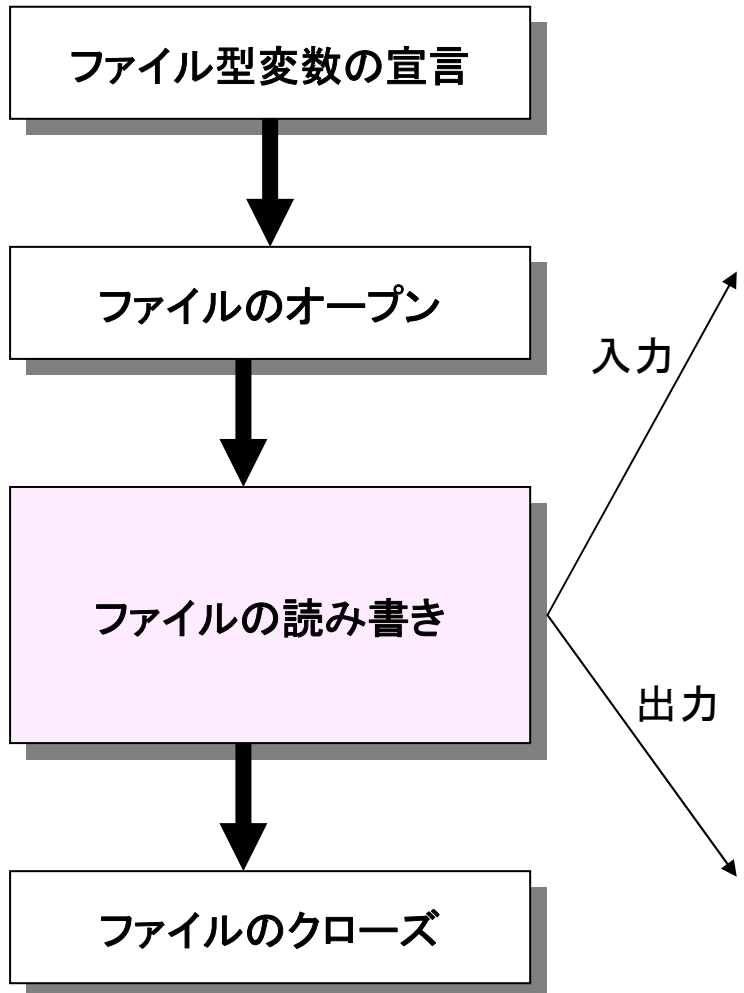 ファイル型変数の宣言
ファイルのオープン
入力
ファイルの読み書き
出力
ファイルのクローズ